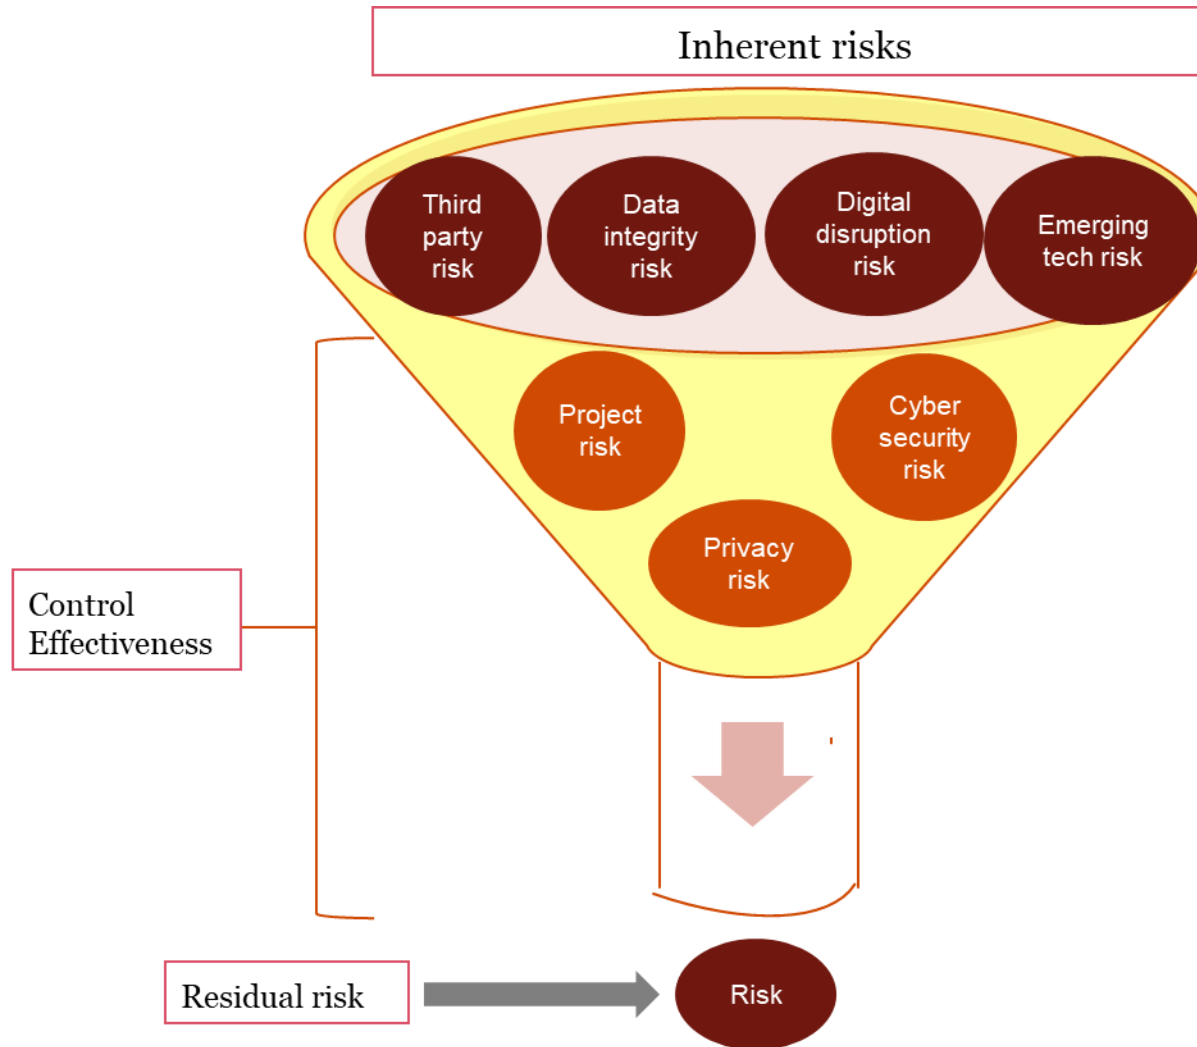 Inherent risks
Third
party
risk
Data
integrity
risk
Digital
disruption
risk
Emerging
tech risk
Project
risk
Cyber
security
risk
Privacy
risk
Control
Effectiveness
Residual risk
Risk